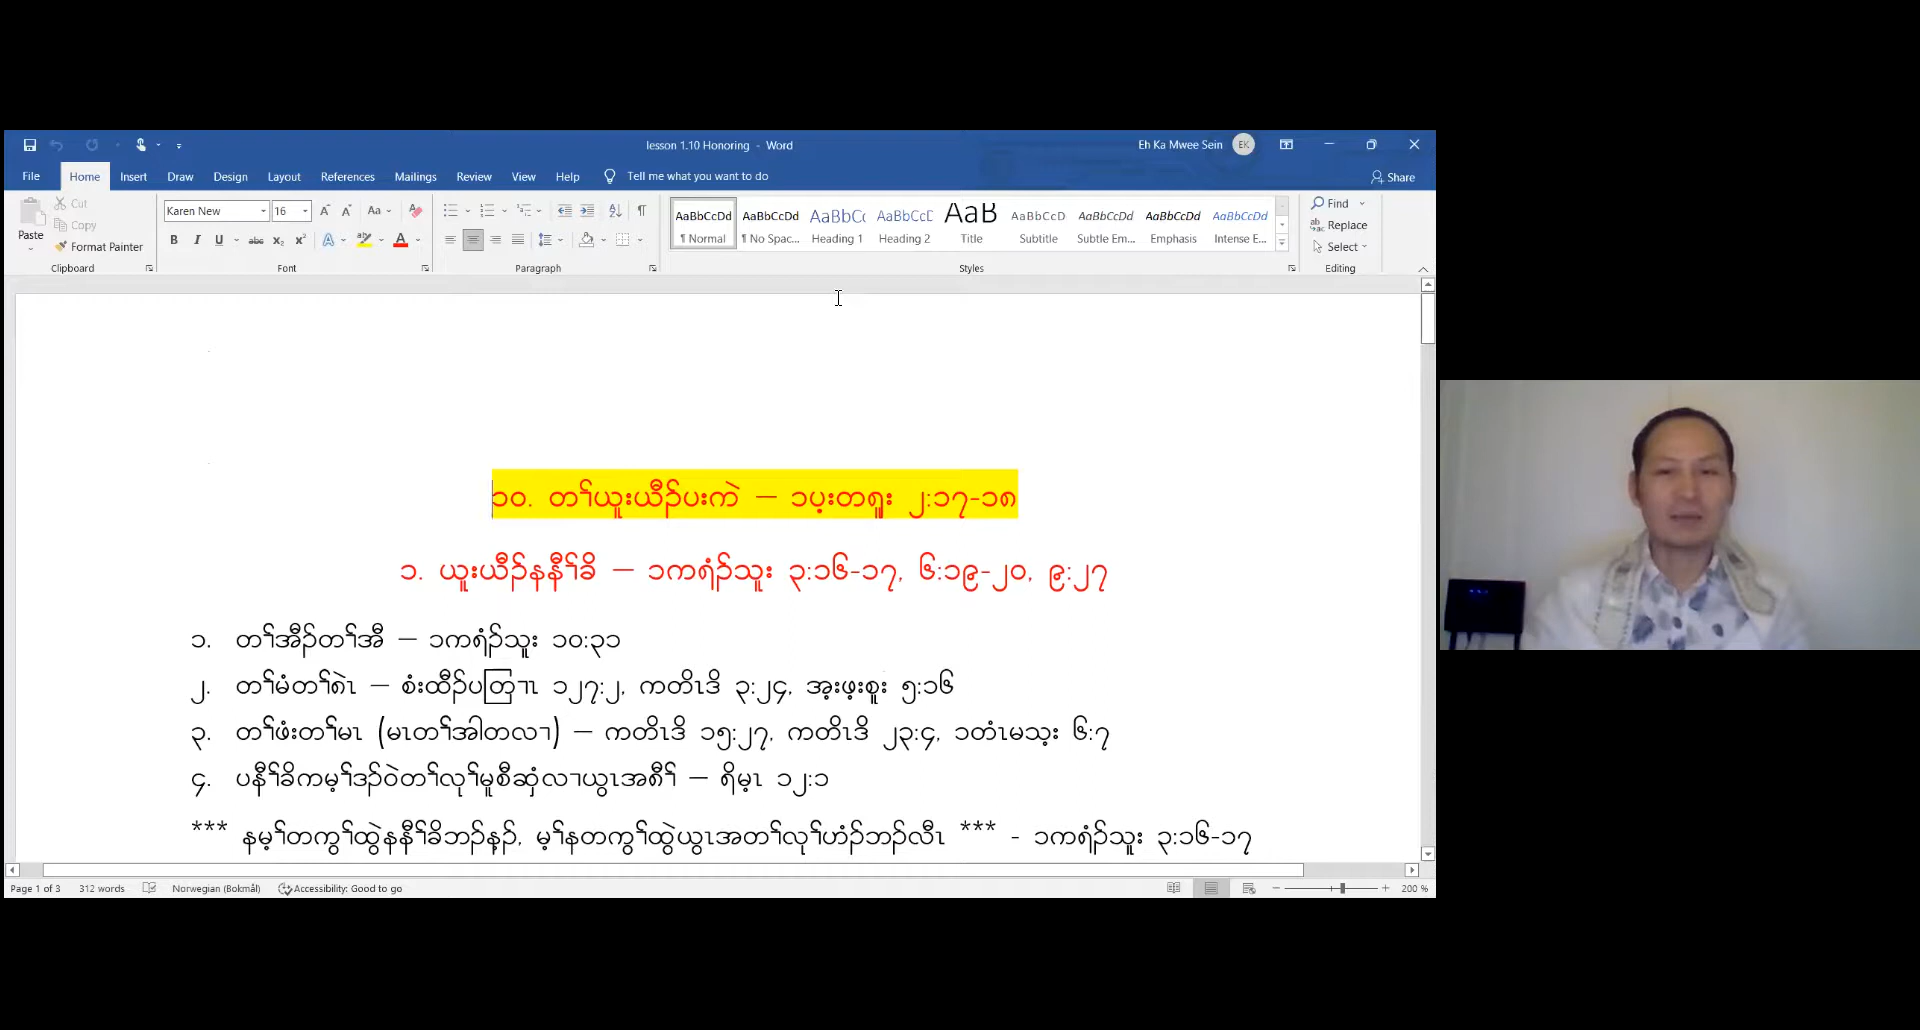 lesson 1.10 Honoring - Word
Eh Ka Mwee Sein EK
File Home Insert Draw Design Layout References Mailings Review View Help Tell me what you want to do Share
Paste Cut Copy Format Painter
Karen New 16
AaBbCcDd AaBbCcDd AaBbCc AaBbCcD AaB AaBbCcD AaBbCcDd AaBbCcDd AaBbCcDd
¶ Normal ¶ No Spac... Heading 1 Heading 2 Title Subtitle Subtle Em... Emphasis Intense E...
Find Replace Select
Clipboard Font Paragraph Styles Editing
၁၀. တၢ်ယူးယီၣ်ပးကဲ – ၁ပ့းတရူး ၂:၁၇-၁၈
၁. ယူးယီၣ်နနီၢ်ခိ – ၁ကရံၣ်သူး ၃:၁၆-၁၇, ၆:၁၉-၂၀, ၉:၂၇
၁. တၢ်အီၣ်တၢ်အီ – ၁ကရံၣ်သူး ၁၀:၃၁
၂. တၢ်မံတၢ်စဲၤ – စံးထီၣ်ပတြၢၤ ၁၂၇:၂, ကတိၤဒိ ၃:၂၄, အ့းဖ့းစူး ၅:၁၆
၃. တၢ်ဖံးတၢ်မၤ (မၤတၢ်အါတလၢ) – ကတိၤဒိ ၁၅:၂၇, ကတိၤဒိ ၂၃:၄, ၁တံၤမသ့း ၆:၇
၄. ပနီၢ်ခိကမ့ၢ်ဒၣ်ဝဲတၢ်လုၢ်မူစီဆှံလၢယွၤအစီၢ် – ရိမ့ၤ ၁၂:၁
*** နမ့ၢ်တကွၢ်ထွဲနနီၢ်ခိဘၣ်န့ၣ်, မ့ၢ်နတကွၢ်ထွဲယွၤအတၢ်လုၢ်ဟံၣ်ဘၣ်လီၤ *** - ၁ကရံၣ်သူး ၃:၁၆-၁၇
Page 1 of 3 312 words Norwegian (Bokmål) Accessibility: Good to go 200 %